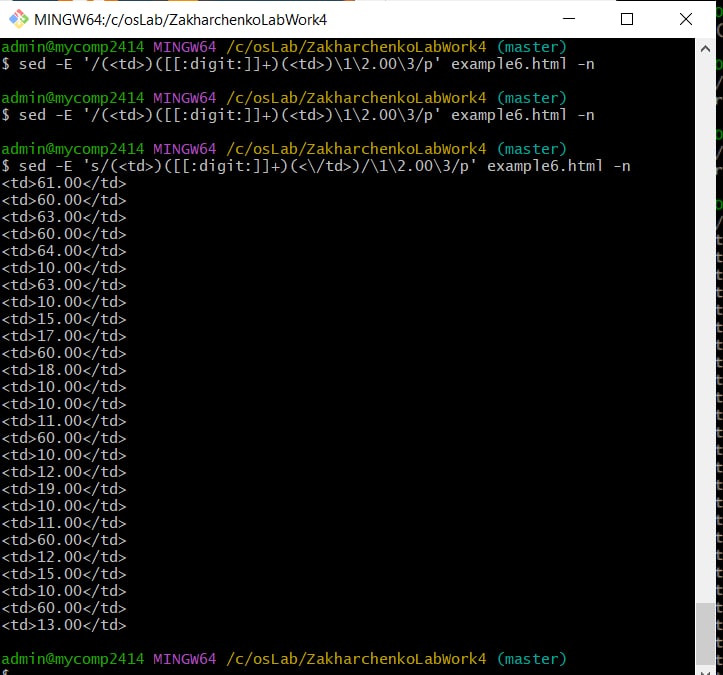 MINGW64:/c/osLab/ZakharchenkoLabWork4
admin@mycomp2414 MINGW64 /c/osLab/ZakharchenkoLabWork4 (master)
$ sed -E '/(<td>)([[:digit:]]+)(<td>)\1\2.00\3/p' example6.html -n
admin@mycomp2414 MINGW64 /c/osLab/ZakharchenkoLabWork4 (master)
$ sed -E '/(<td>)([[:digit:]]+)(<td>)\1\2.00\3/p' example6.html -n
admin@mycomp2414 MINGW64 /c/osLab/ZakharchenkoLabWork4 (master)
$ sed -E 's/(<td>)([[:digit:]]+)(<\/td>)/\1\2.00\3/p' example6.html -n
<td>61.00</td>
<td>60.00</td>
<td>63.00</td>
<td>60.00</td>
<td>64.00</td>
<td>10.00</td>
<td>63.00</td>
<td>10.00</td>
<td>15.00</td>
<td>17.00</td>
<td>60.00</td>
<td>18.00</td>
<td>10.00</td>
<td>10.00</td>
<td>11.00</td>
<td>60.00</td>
<td>10.00</td>
<td>12.00</td>
<td>19.00</td>
<td>10.00</td>
<td>11.00</td>
<td>60.00</td>
<td>12.00</td>
<td>15.00</td>
<td>10.00</td>
<td>60.00</td>
<td>13.00</td>
admin@mycomp2414 MINGW64 /c/osLab/ZakharchenkoLabWork4 (master)
$